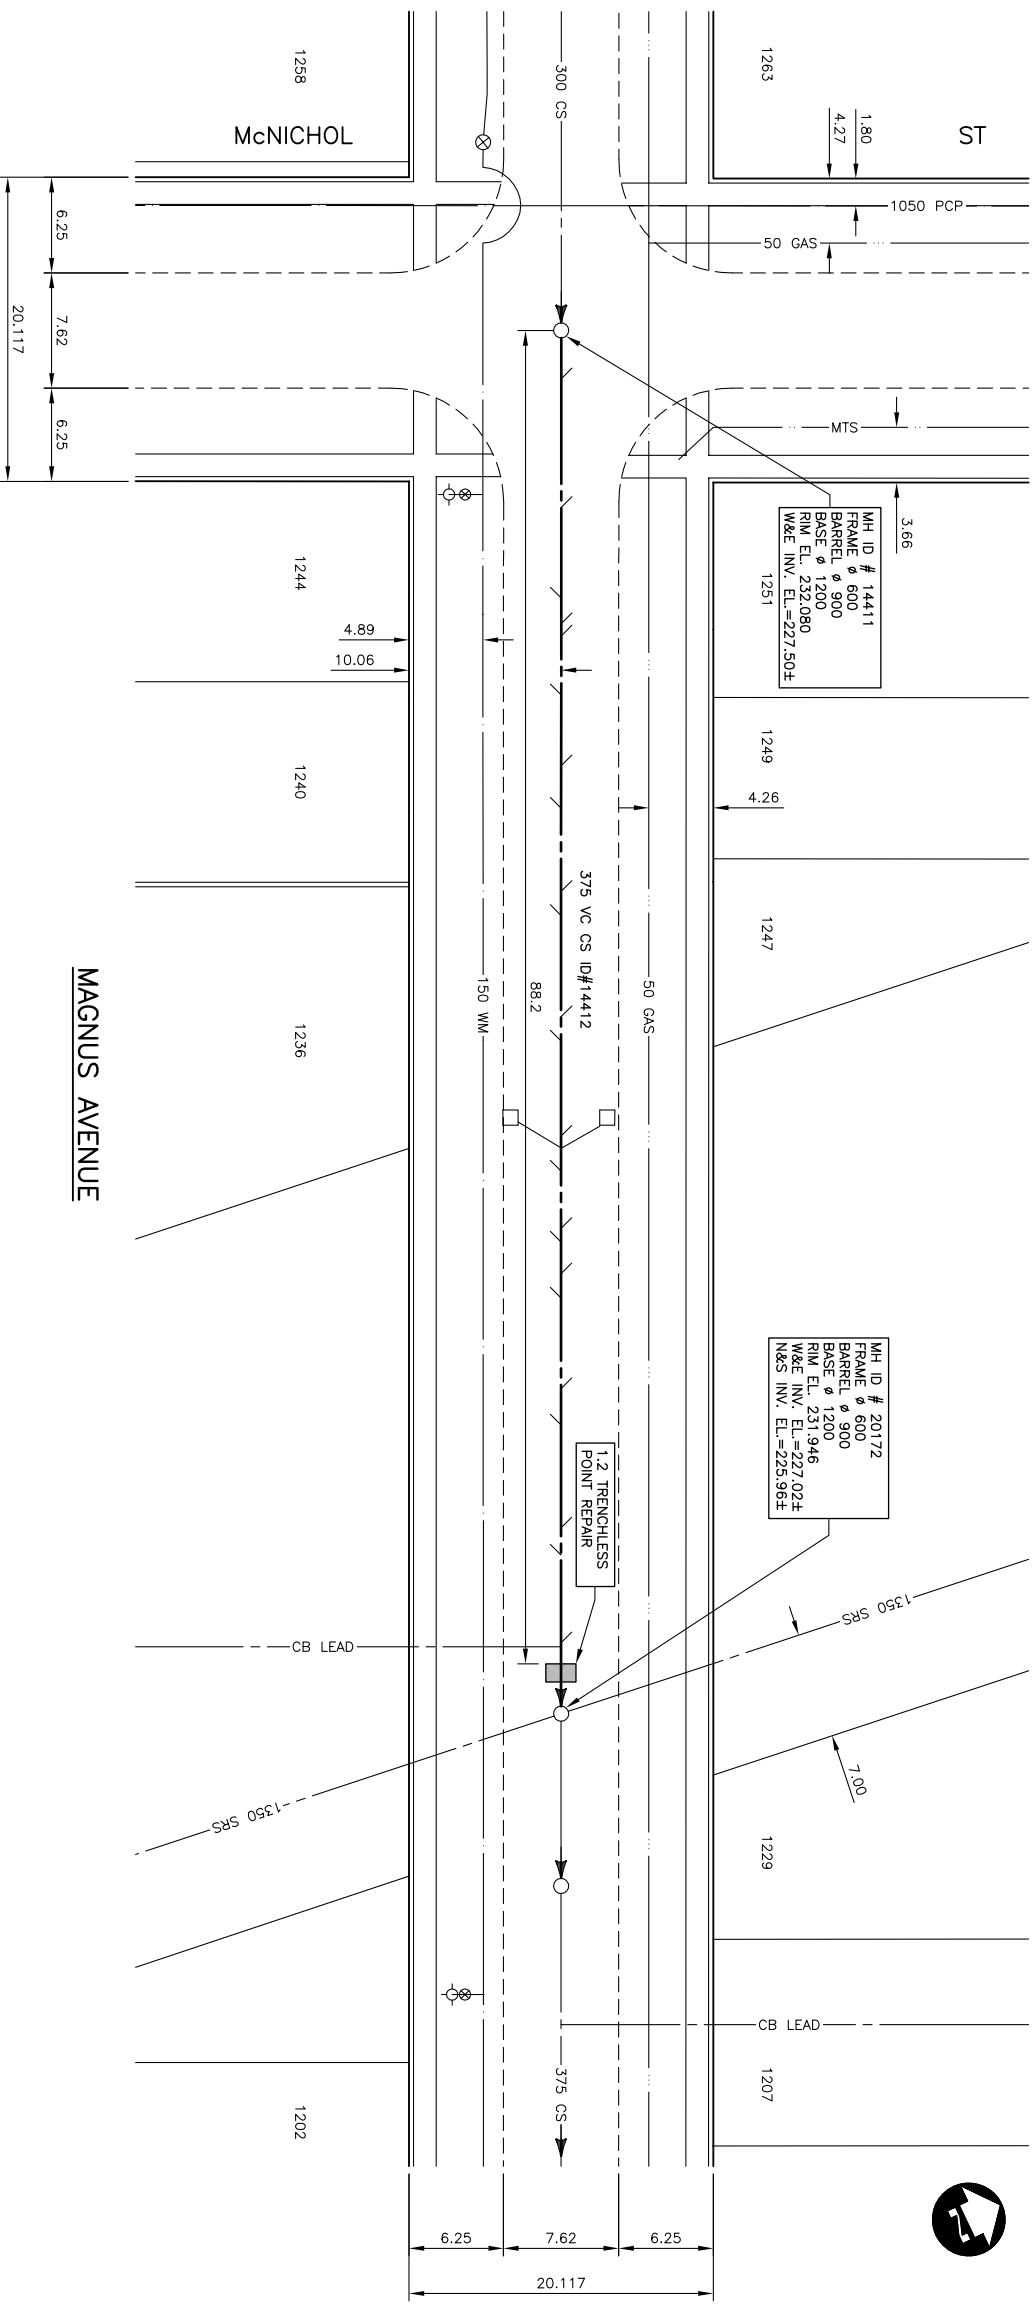 1258
1263
300 CS
McNICHOL
ST
1.80
4.27
1050 PCP
50 GAS
6.25
7.62
6.25
20.117
MTS
3.66
MH ID # 14411
FRAME ø 600
BARREL ø 900
BASE ø 1200
RIM EL. 232.080
W&E INV. EL.=227.50±
1244
1251
4.89
10.06
1240
1249
4.26
1247
375 VC CS ID#14412
88.2
150 WM
50 GAS
1236
MAGNUS AVENUE
MH ID # 20172
FRAME ø 600
BARREL ø 900
BASE ø 1200
RIM EL. 231.946
W&E INV. EL.=227.02±
N&S INV. EL.=225.96±
1.2 TRENCHLESS
POINT REPAIR
CB LEAD
1350 SRS
1350 SRS
7.00
1229
CB LEAD
375 CS
1207
1202
6.25
7.62
6.25
20.117